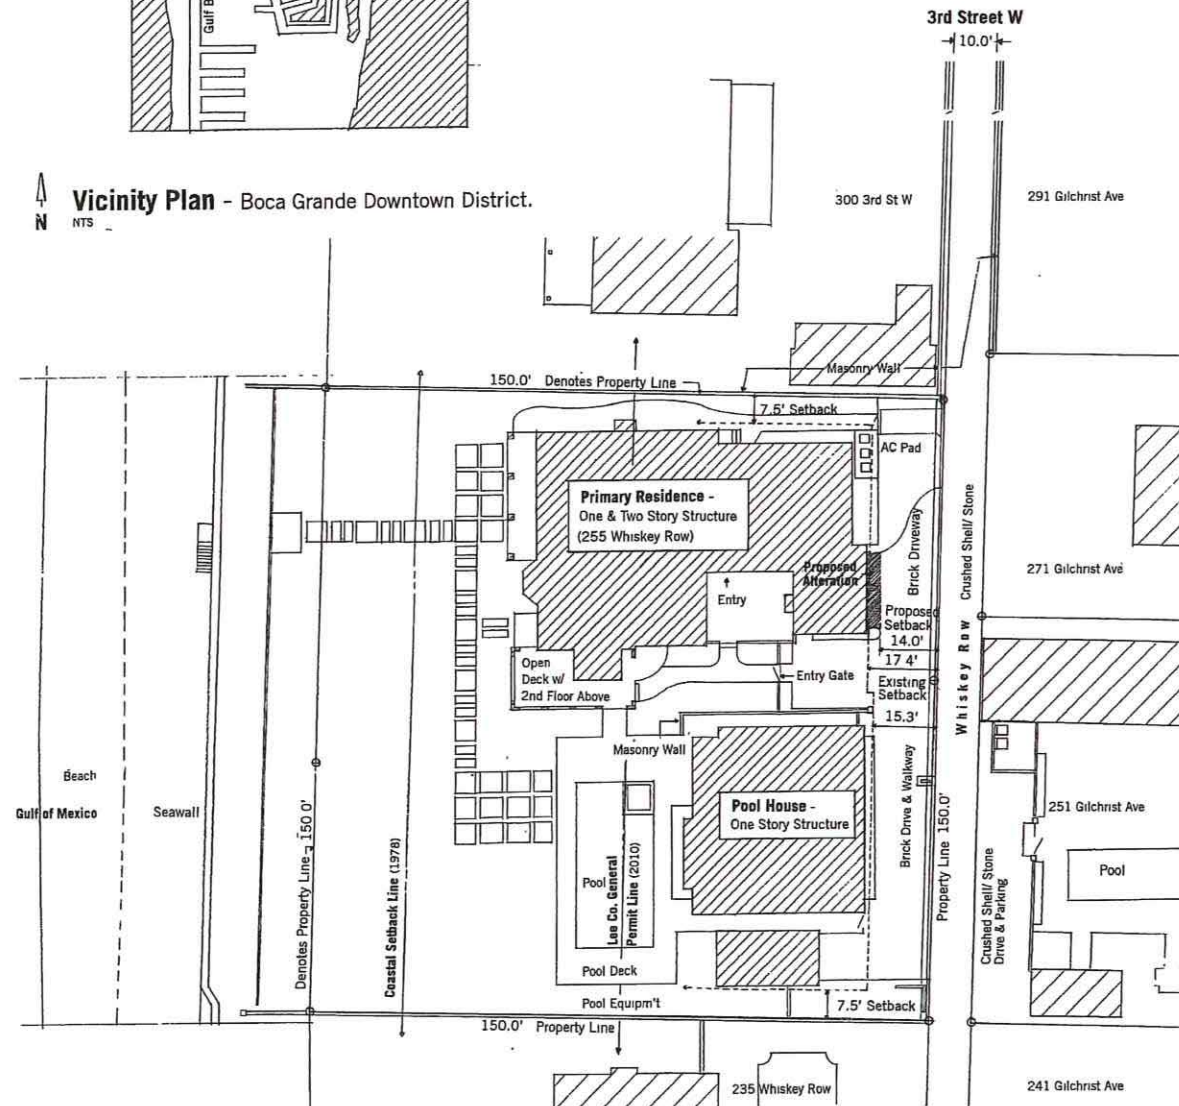 3rd Street W
10.0'
Gulf B
Vicinity Plan - Boca Grande Downtown District.
N
NTS
300 3rd St W
291 Gilchrist Ave
Masonry Wall
150.0' Denotes Property Line
7.5' Setback
AC Pad
Primary Residence -
One & Two Story Structure
(255 Whiskey Row)
Brick Driveway
Crushed Shell/ Stone
Proposed
Alteration
271 Gilchrist Ave
Entry
Proposed
Setback
14.0'
17 4'
Existing
Setback
15.3'
Whiskey Row
Open
Deck w/
2nd Floor Above
Entry Gate
Masonry Wall
Beach
Gulf of Mexico
Seawall
Denotes Property Line - 150 0'
Coastal Setback Line (1978)
Pool House -
One Story Structure
Brick Drive & Walkway
Property Line 150.0'
251 Gilchrist Ave
Pool
Crushed Shell/ Stone
Drive & Parking
Pool
Lee Co. General
Permit Line (2010)
Pool Deck
Pool Equipm't
7.5' Setback
150.0' Property Line
235 Whiskey Row
241 Gilchrist Ave